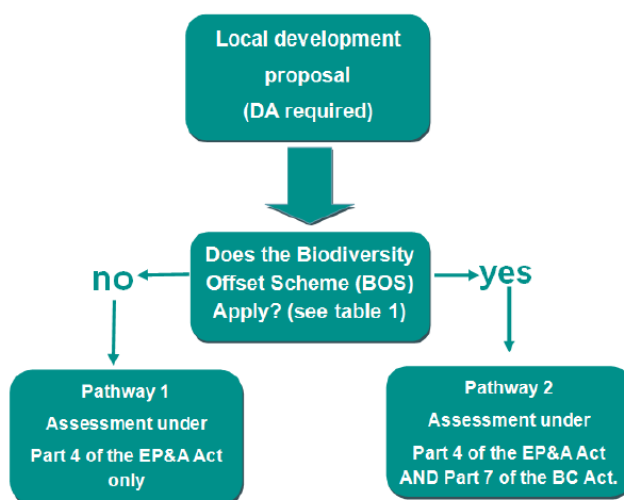 Local development
proposal
(DA required)
Does the Biodiversity
Offset Scheme (BOS)
Apply? (see table 1)
no
yes
Pathway 1
Assessment under
Part 4 of the EP&A Act
only
Pathway 2
Assessment under
Part 4 of the EP&A Act
AND Part 7 of the BC Act.